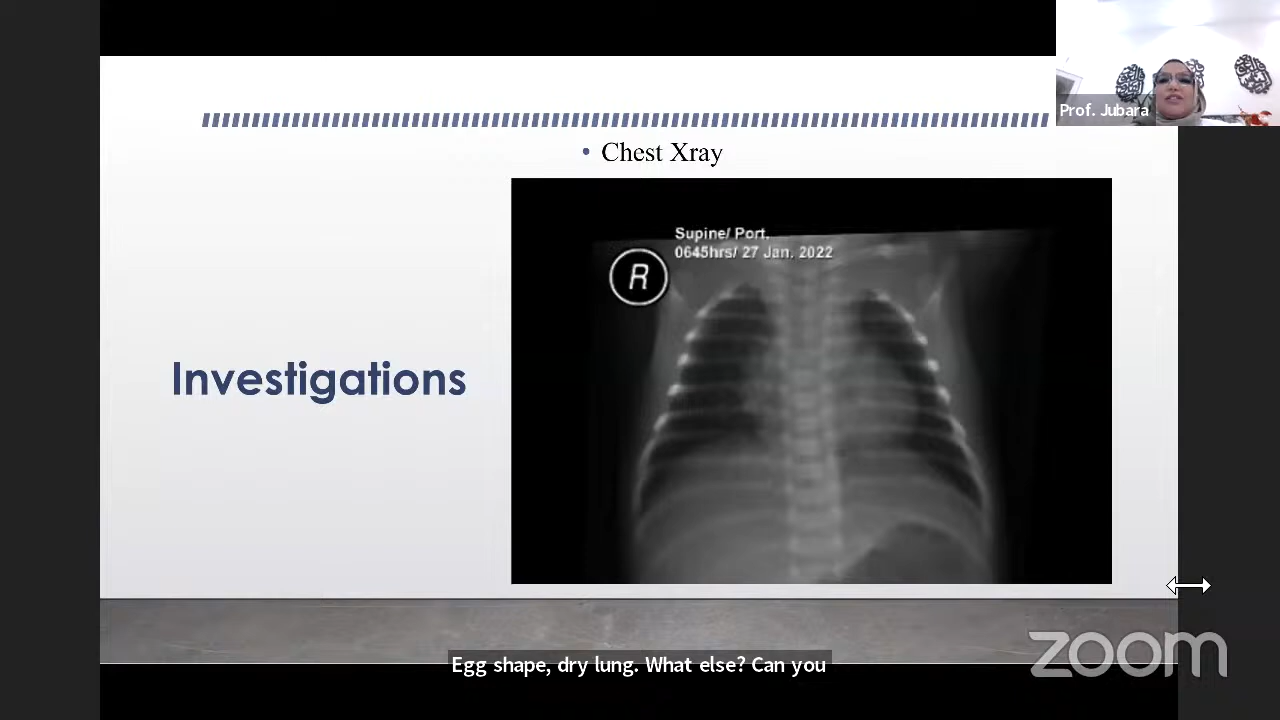 Prof. Jubara
• Chest Xray
Supine/ Port.
0645hrs/ 27 Jan. 2022
R
Investigations
zoom
Egg shape, dry lung. What else? Can you